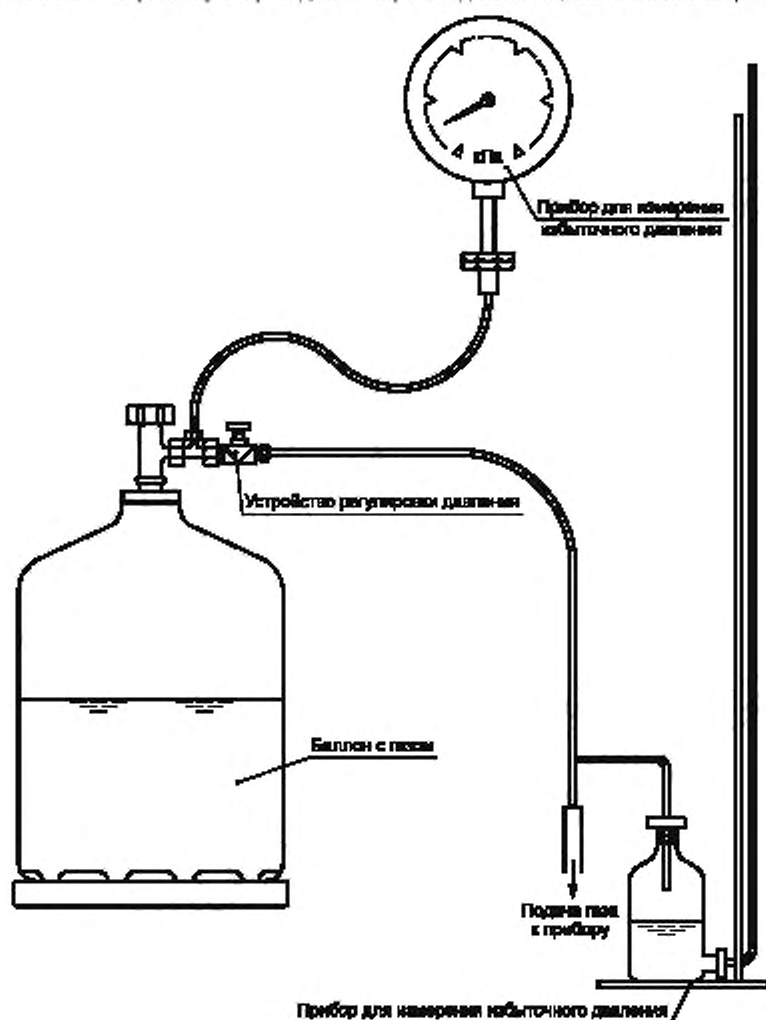 кПа
Прибор для измерения
избыточного давления
Устройство регулировки давления
Баллон с газом
Подача газа
к прибору
Прибор для измерения избыточного давления